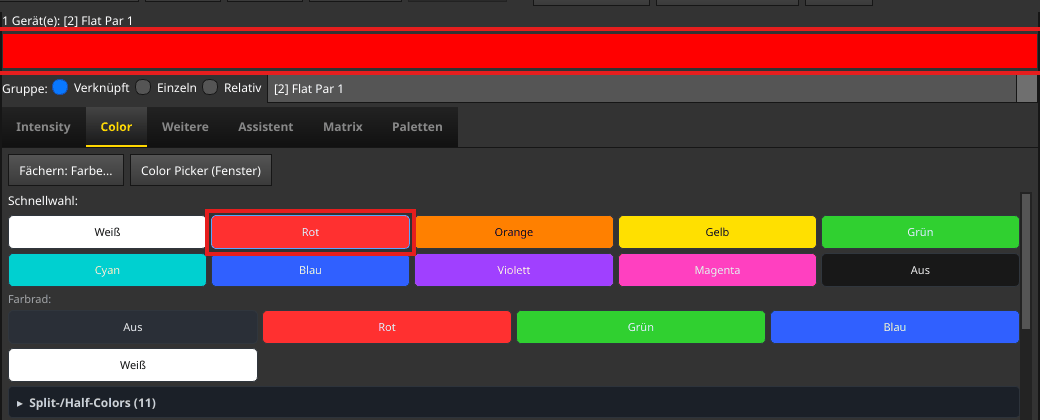 1 Gerät(e): [2] Flat Par 1
Gruppe: Verknüpft Einzeln Relativ [2] Flat Par 1
Intensity Color Weitere Assistent Matrix Paletten
Fächern: Farbe... Color Picker (Fenster)
Schnellwahl:
Weiß Rot Orange Gelb Grün
Cyan Blau Violett Magenta Aus
Farbrad:
Aus Rot Grün Blau
Weiß
▸ Split-/Half-Colors (11)